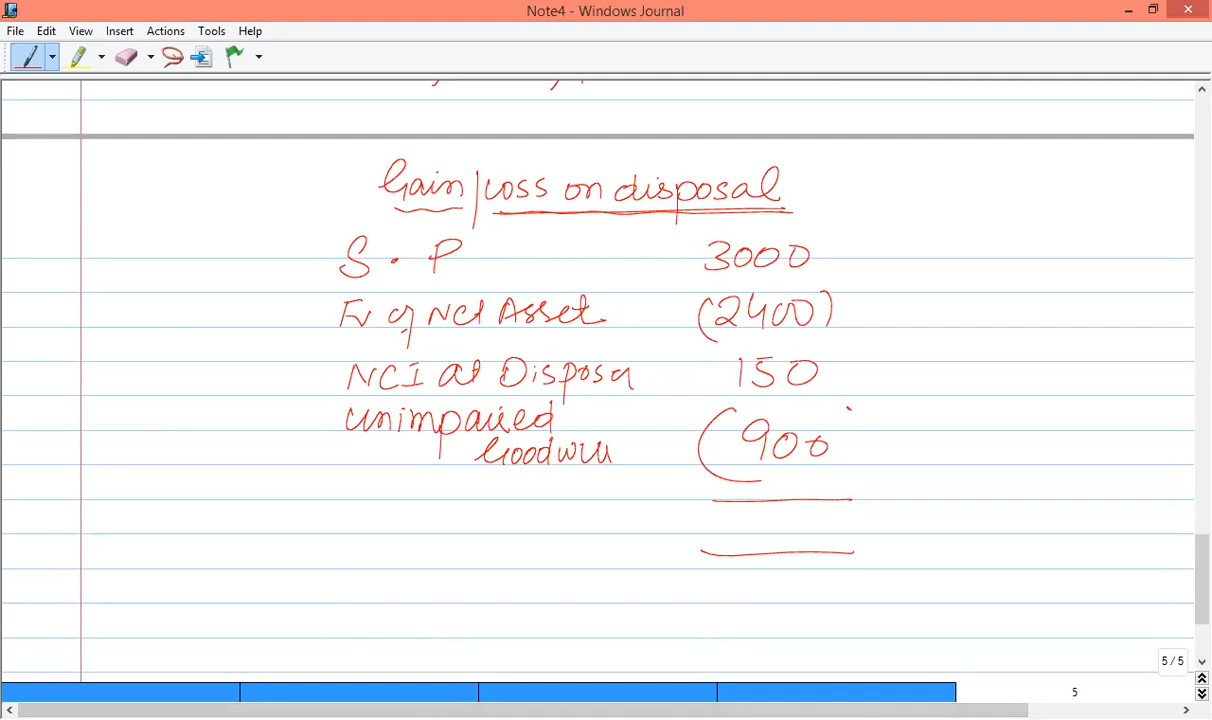 Note4 - Windows Journal
File Edit View Insert Actions Tools Help
Gain/Loss on disposal
S.P 3000
Fv of Net Asset (2400)
NCI at Disposa 150
unimpaired (900
Goodwill
5 / 5
5